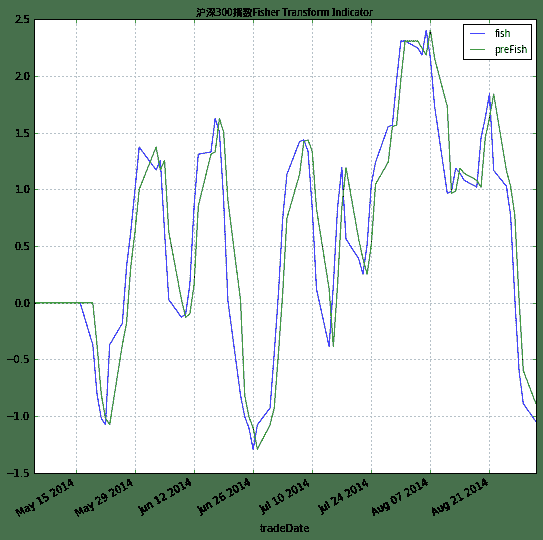 沪深300指数Fisher Transform Indicator
fish
preFish
2.5
2.0
1.5
1.0
0.5
0.0
−0.5
−1.0
−1.5
May 15 2014
May 29 2014
Jun 12 2014
Jun 26 2014
Jul 10 2014
Jul 24 2014
Aug 07 2014
Aug 21 2014
tradeDate